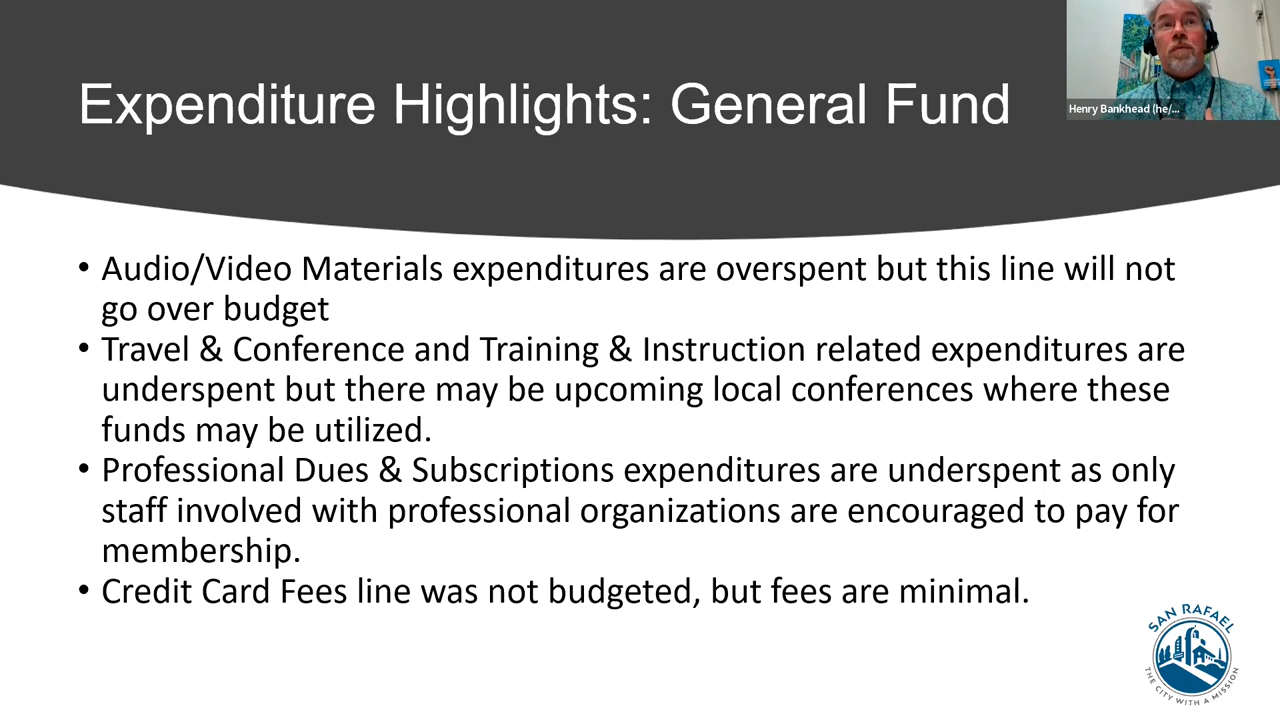 Expenditure Highlights: General Fund
Henry Bankhead (he/...
• Audio/Video Materials expenditures are overspent but this line will not
go over budget
• Travel & Conference and Training & Instruction related expenditures are
underspent but there may be upcoming local conferences where these
funds may be utilized.
• Professional Dues & Subscriptions expenditures are underspent as only
staff involved with professional organizations are encouraged to pay for
membership.
• Credit Card Fees line was not budgeted, but fees are minimal.
SAN RAFAEL
THE CITY WITH A MISSION